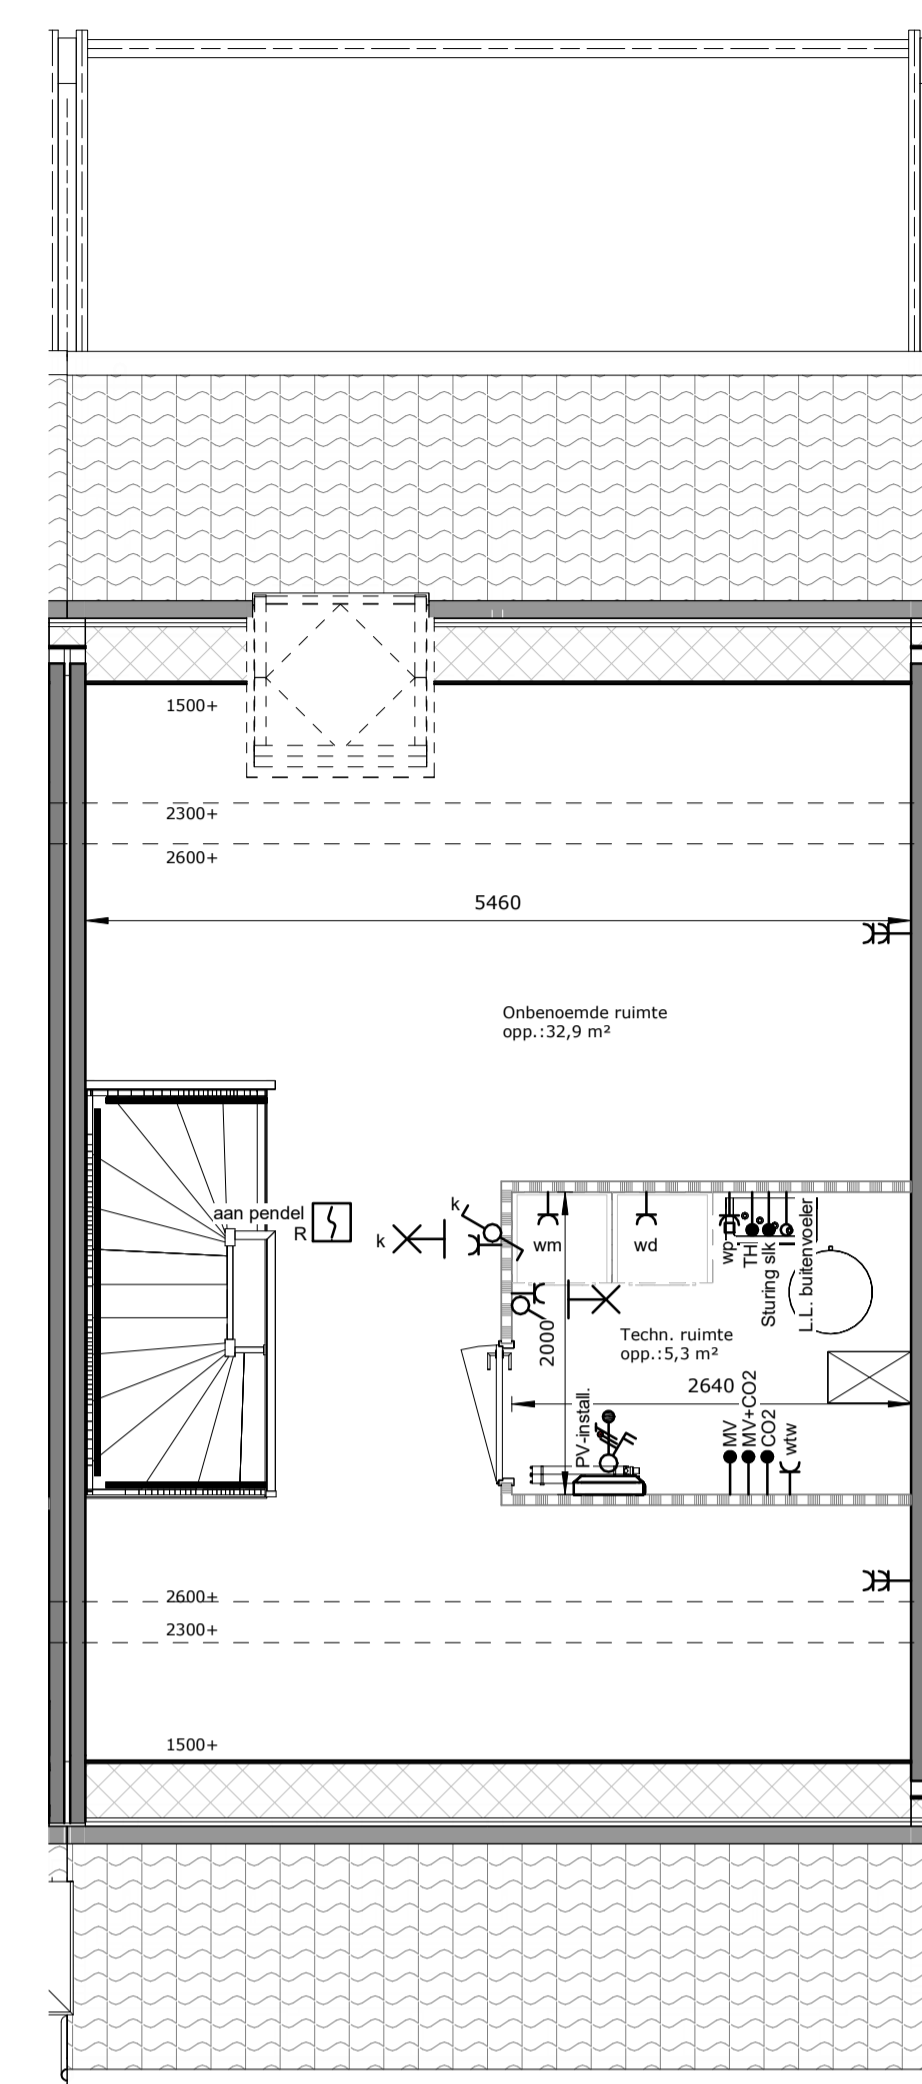 1500+
2300+
2600+
5460
Onbenoemde ruimte
opp.:32,9 m²
aan pendel
R
k
k
wm
wd
wp
THI
Sturing slk
L.L. buitenvoeler
2000
Techn. ruimte
opp.:5,3 m²
2640
PV-install.
MV
MV+CO2
CO2
wtw
2600+
2300+
1500+